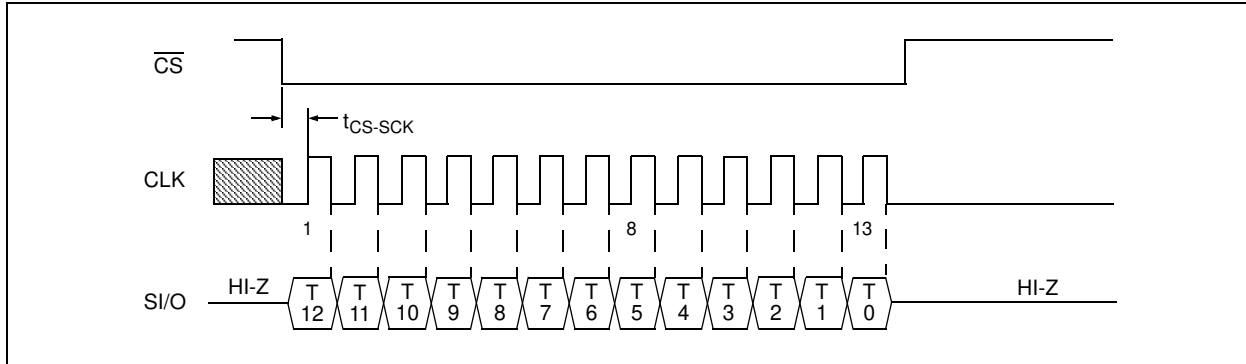 CS
tCS-SCK
CLK
1 8 13
HI-Z HI-Z
SI/O
T T T T T T T T T T T T T
12 11 10 9 8 7 6 5 4 3 2 1 0